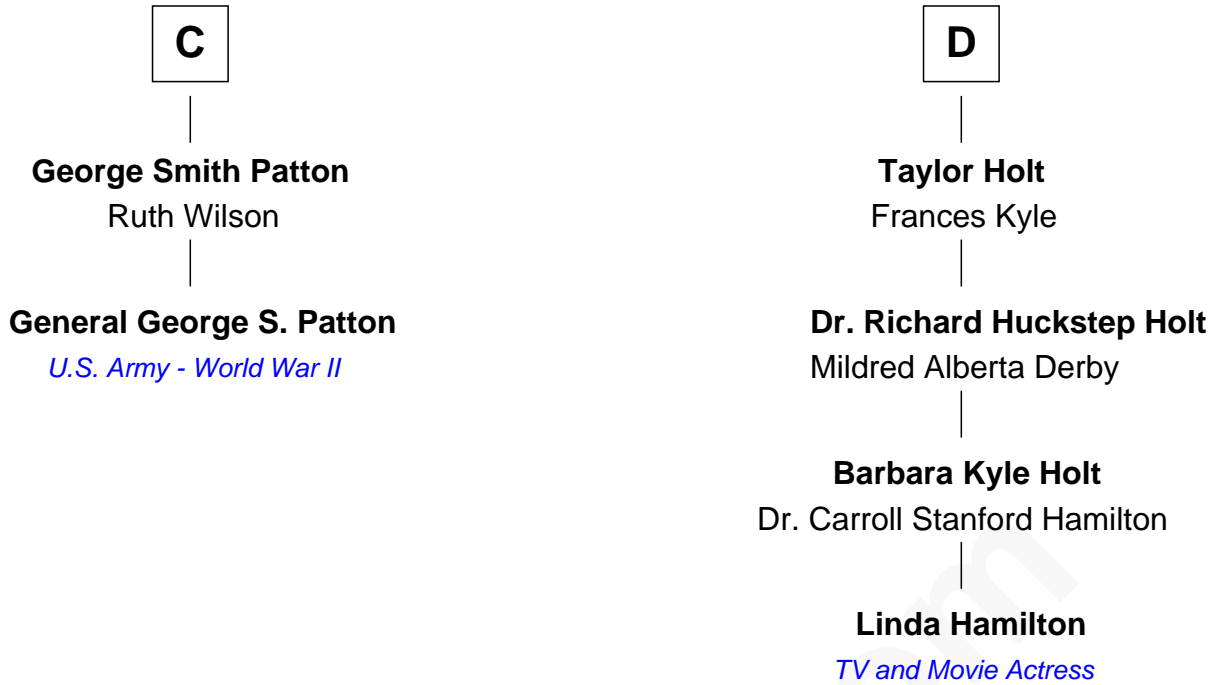 C
George Smith Patton
Ruth Wilson
General George S. Patton
U.S. Army - World War II
D
Taylor Holt
Frances Kyle
Dr. Richard Huckstep Holt
Mildred Alberta Derby
Barbara Kyle Holt
Dr. Carroll Stanford Hamilton
Linda Hamilton
TV and Movie Actress